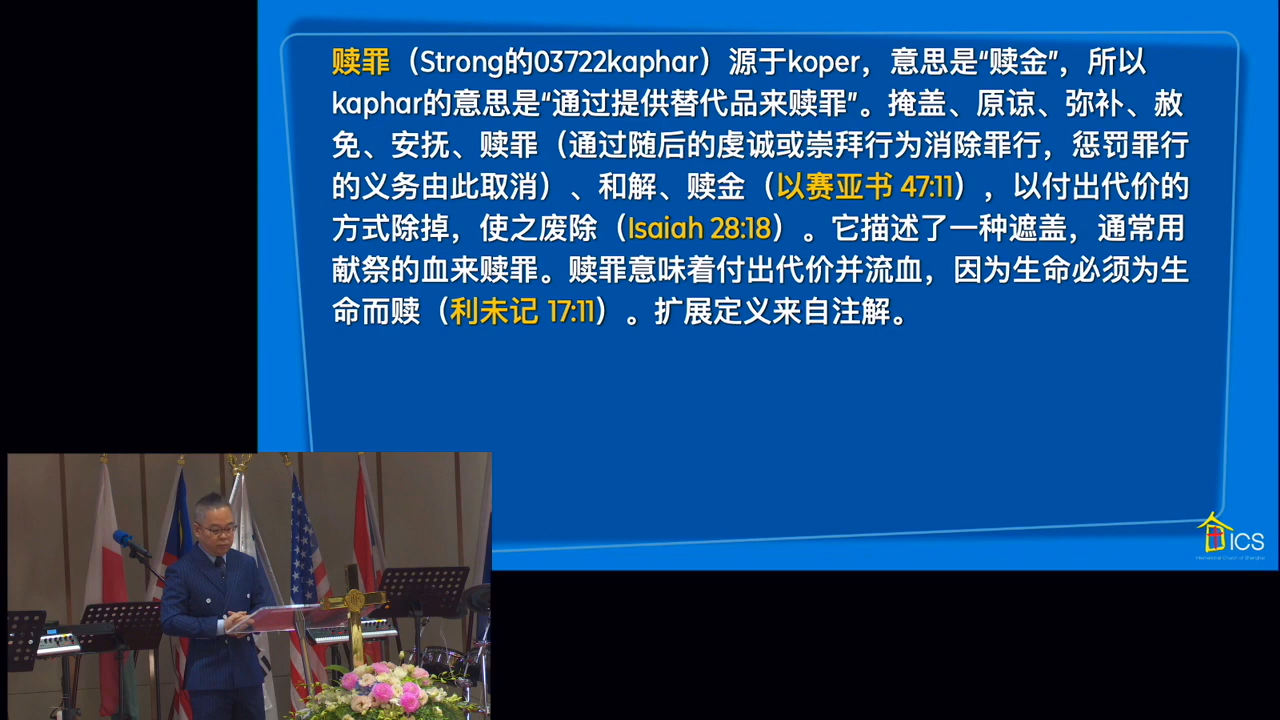 赎罪（Strong的03722kaphar）源于koper，意思是“赎金”，所以
kaphar的意思是“通过提供替代品来赎罪”。掩盖、原谅、弥补、赦
免、安抚、赎罪（通过随后的虔诚或崇拜行为消除罪行，惩罚罪行
的义务由此取消）、和解、赎金（以赛亚书 47:11），以付出代价的
方式除掉，使之废除（Isaiah 28:18）。它描述了一种遮盖，通常用
献祭的血来赎罪。赎罪意味着付出代价并流血，因为生命必须为生
命而赎（利未记 17:11）。扩展定义来自注解。
ICS
International Church of Shanghai